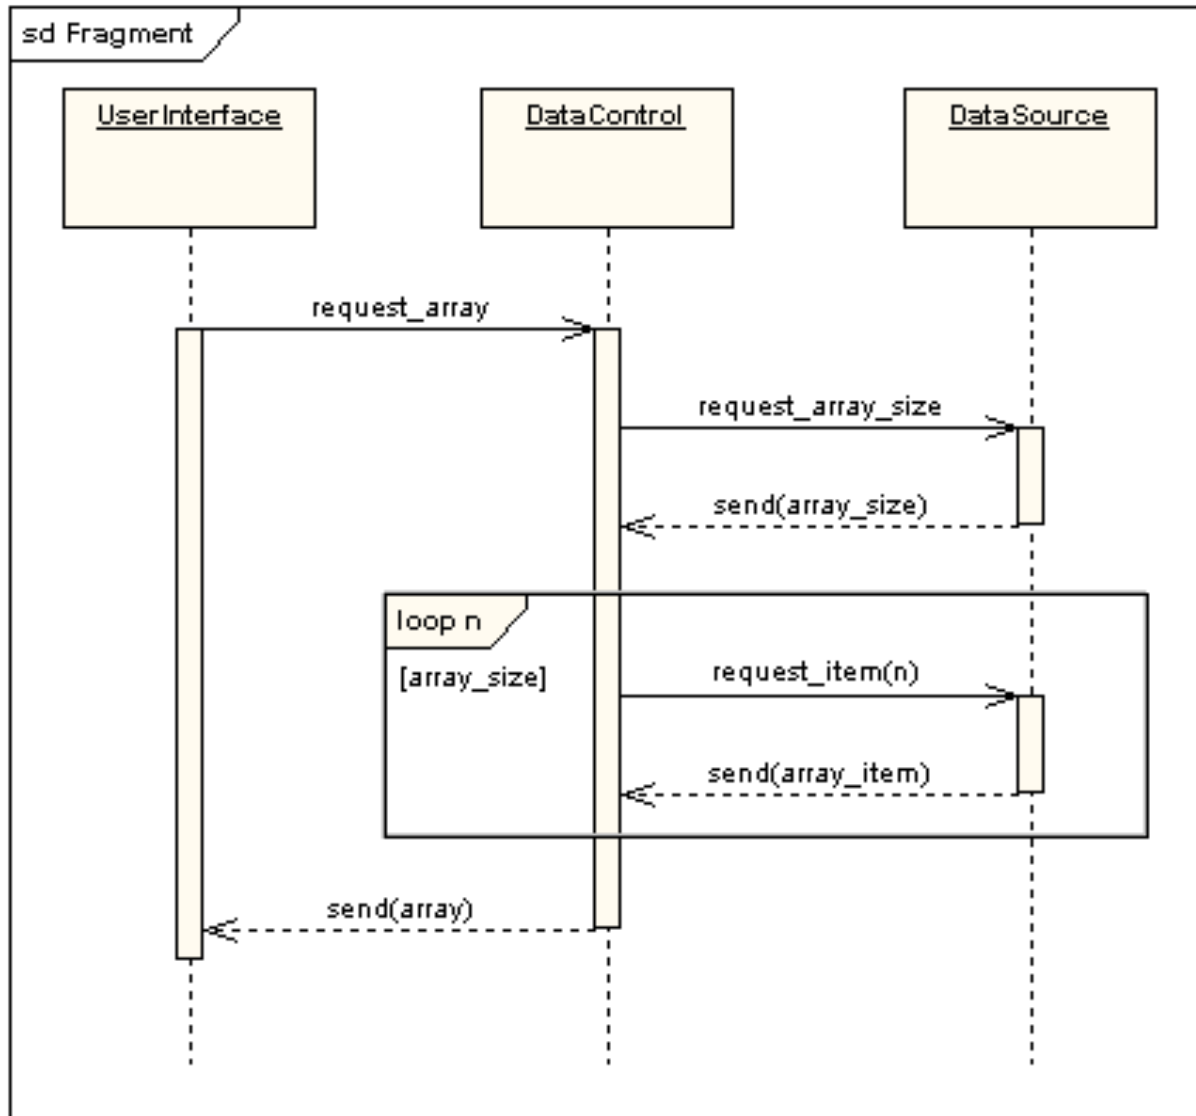 sd Fragment
UserInterface
DataControl
DataSource
request_array
request_array_size
send(array_size)
loop n
[array_size]
request_item(n)
send(array_item)
send(array)